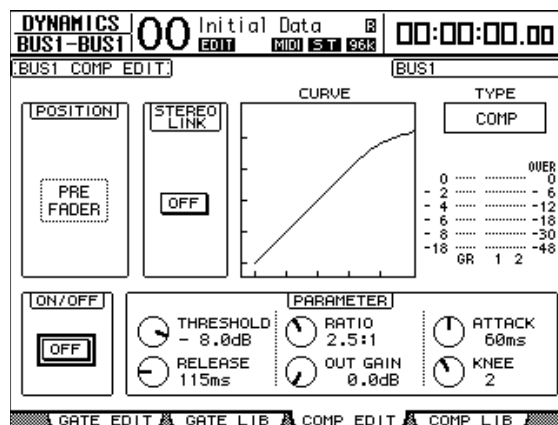 DYNAMICS
BUS1-BUS1
00
Initial Data R
EDIT MIDI ST 96k
00:00:00.00
BUS1 COMP EDIT
BUS1
POSITION
PRE
FADER
STEREO
LINK
OFF
CURVE
TYPE
COMP
OVER
0 0
- 2 - 6
- 4 -12
- 6 -18
- 8 -30
-18 -48
GR 1 2
ON/OFF
OFF
PARAMETER
THRESHOLD
- 8.0dB
RATIO
2.5:1
ATTACK
60ms
RELEASE
115ms
OUT GAIN
0.0dB
KNEE
2
GATE EDIT GATE LIB COMP EDIT COMP LIB